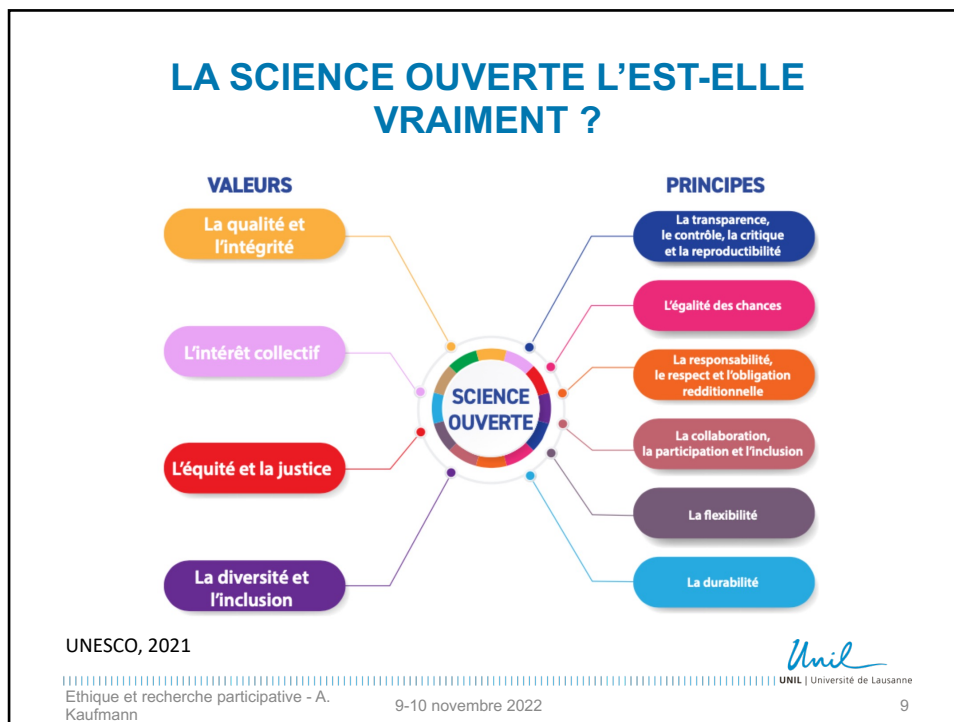 LA SCIENCE OUVERTE L’EST-ELLE
VRAIMENT ?
VALEURS
La qualité et
l’intégrité
L’intérêt collectif
L’équité et la justice
La diversité et
l’inclusion
SCIENCE
OUVERTE
PRINCIPES
La transparence,
le contrôle, la critique
et la reproductibilité
L’égalité des chances
La responsabilité,
le respect et l’obligation
redditionnelle
La collaboration,
la participation et l’inclusion
La flexibilité
La durabilité
UNESCO, 2021
Unil
UNIL | Université de Lausanne
Ethique et recherche participative - A.
Kaufmann
9-10 novembre 2022
9